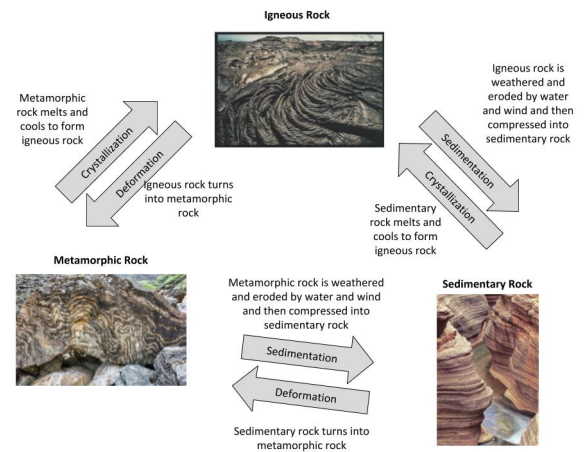 Igneous Rock
Metamorphic
rock melts and
cools to form
igneous rock
Crystallization
Deformation
Igneous rock turns
into metamorphic
rock
Igneous rock is
weathered and
eroded by water
and wind and then
compressed into
sedimentary rock
Sedimentation
Crystallization
Sedimentary
rock melts and
cools to form
igneous rock
Metamorphic Rock
Metamorphic rock is weathered
and eroded by water and wind
and then compressed into
sedimentary rock
Sedimentation
Deformation
Sedimentary rock turns into
metamorphic rock
Sedimentary Rock